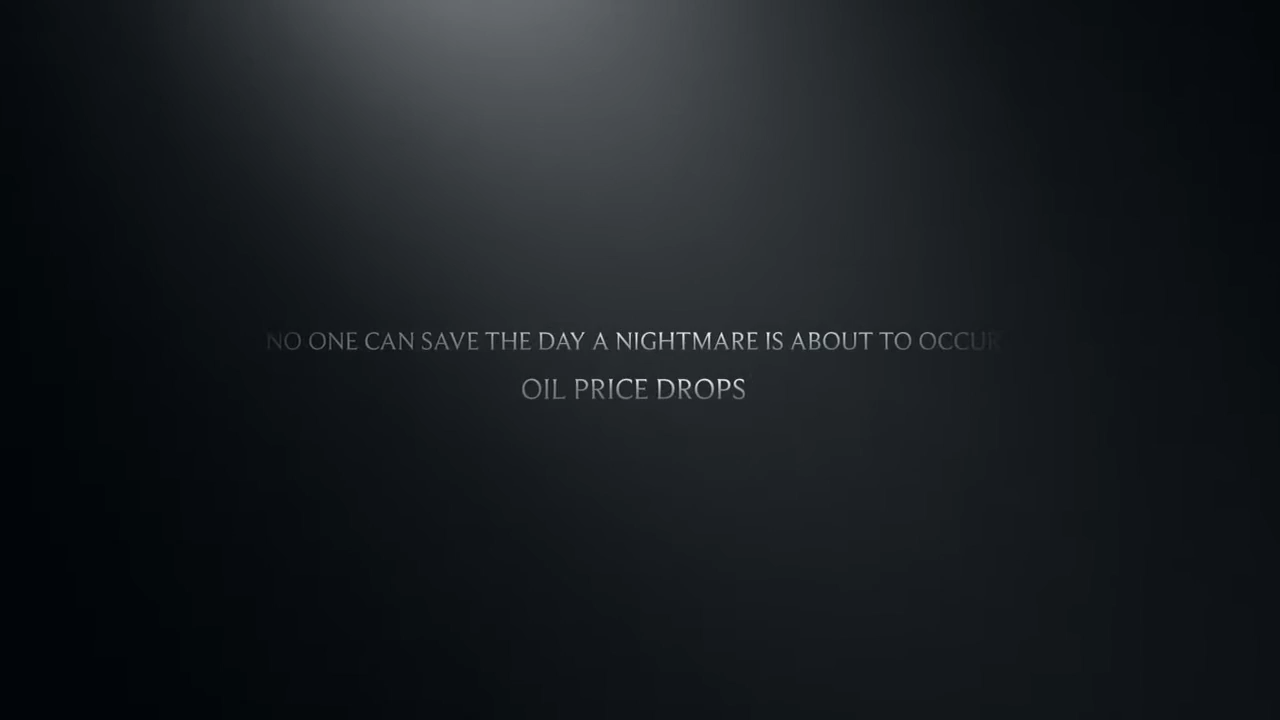 NO ONE CAN SAVE THE DAY A NIGHTMARE IS ABOUT TO OCCUR
OIL PRICE DROPS